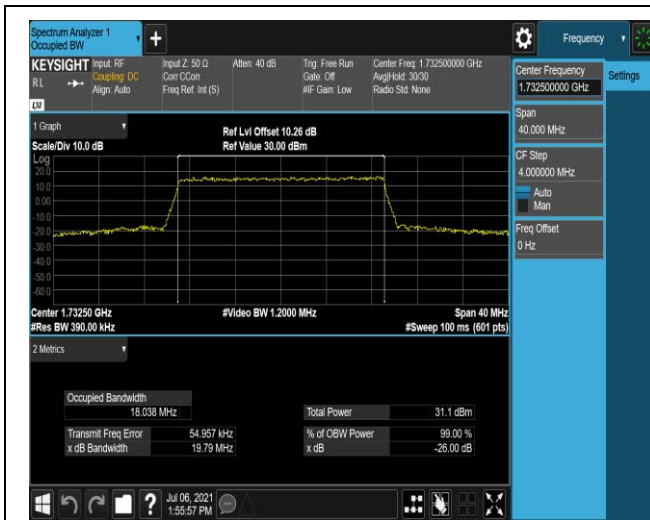 Spectrum Analyzer 1
Occupied BW
Frequency
KEYSIGHT
RL
Input: RF
Coupling: DC
Align: Auto
Input Z: 50 Ω
Corr CCorr
Freq Ref: Int (S)
Atten: 40 dB
Trig: Free Run
Gate: Off
#IF Gain: Low
Center Freq: 1.732500000 GHz
Avg|Hold: 30/30
Radio Std: None
LXI
Center Frequency
1.732500000 GHz
Settings
Span
40.000 MHz
CF Step
4.000000 MHz
Auto
Man
Freq Offset
0 Hz
1 Graph
Scale/Div 10.0 dB
Ref Lvl Offset 10.26 dB
Ref Value 30.00 dBm
Log
20.0
10.0
0.00
-10.0
-20.0
-30.0
-40.0
-50.0
-60.0
Center 1.73250 GHz
#Video BW 1.2000 MHz
Span 40 MHz
#Res BW 390.00 kHz
#Sweep 100 ms (601 pts)
2 Metrics
Occupied Bandwidth
18.038 MHz
Total Power 31.1 dBm
Transmit Freq Error 54.957 kHz
% of OBW Power 99.00 %
x dB Bandwidth 19.79 MHz
x dB -26.00 dB
Jul 06, 2021
1:55:57 PM